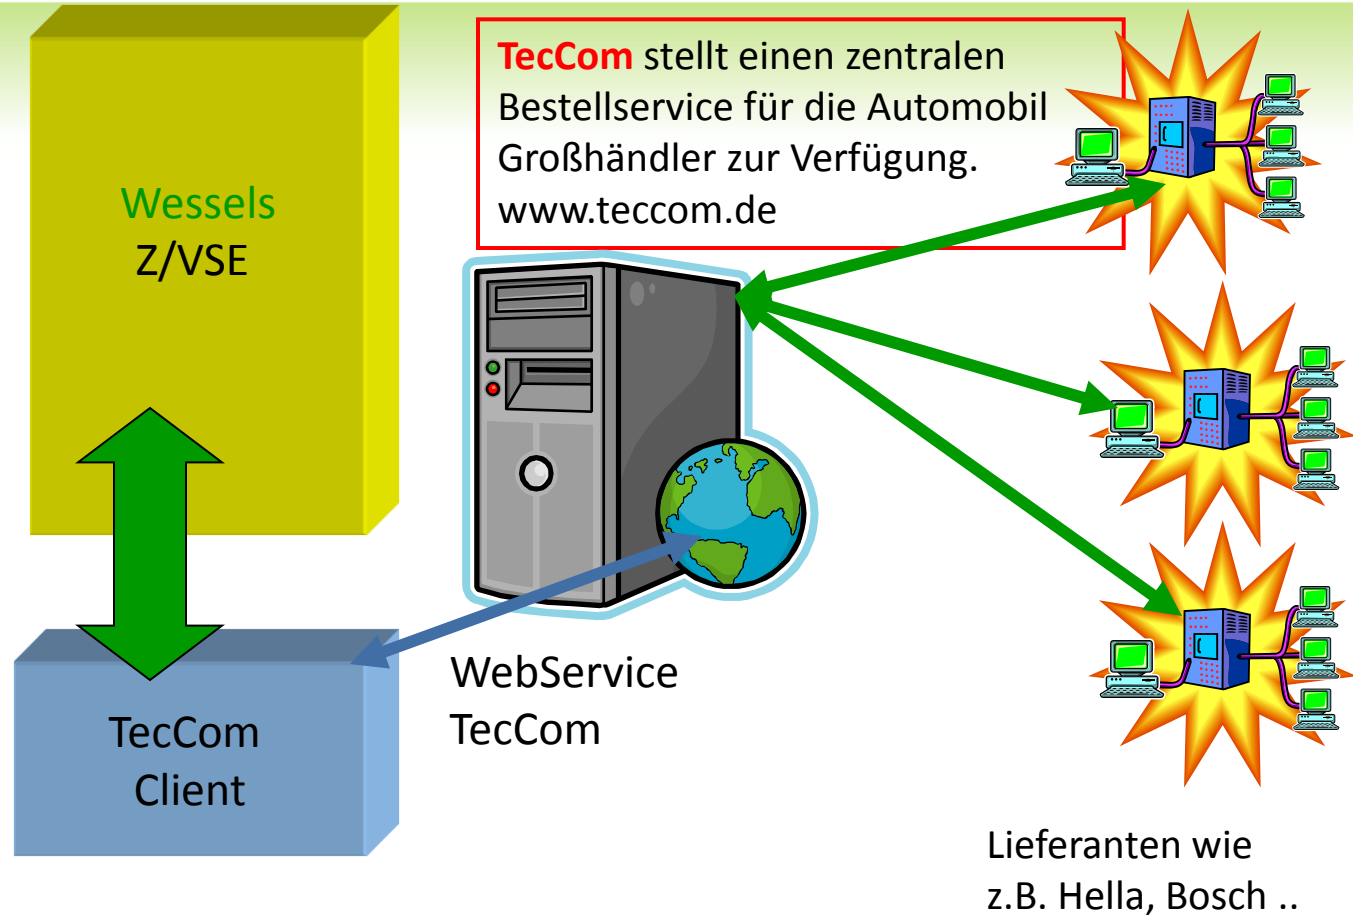 TecCom stellt einen zentralen
Bestellservice für die Automobil
Großhändler zur Verfügung.
www.teccom.de
Wessels
Z/VSE
WebService
TecCom
TecCom
Client
Lieferanten wie
z.B. Hella, Bosch ..